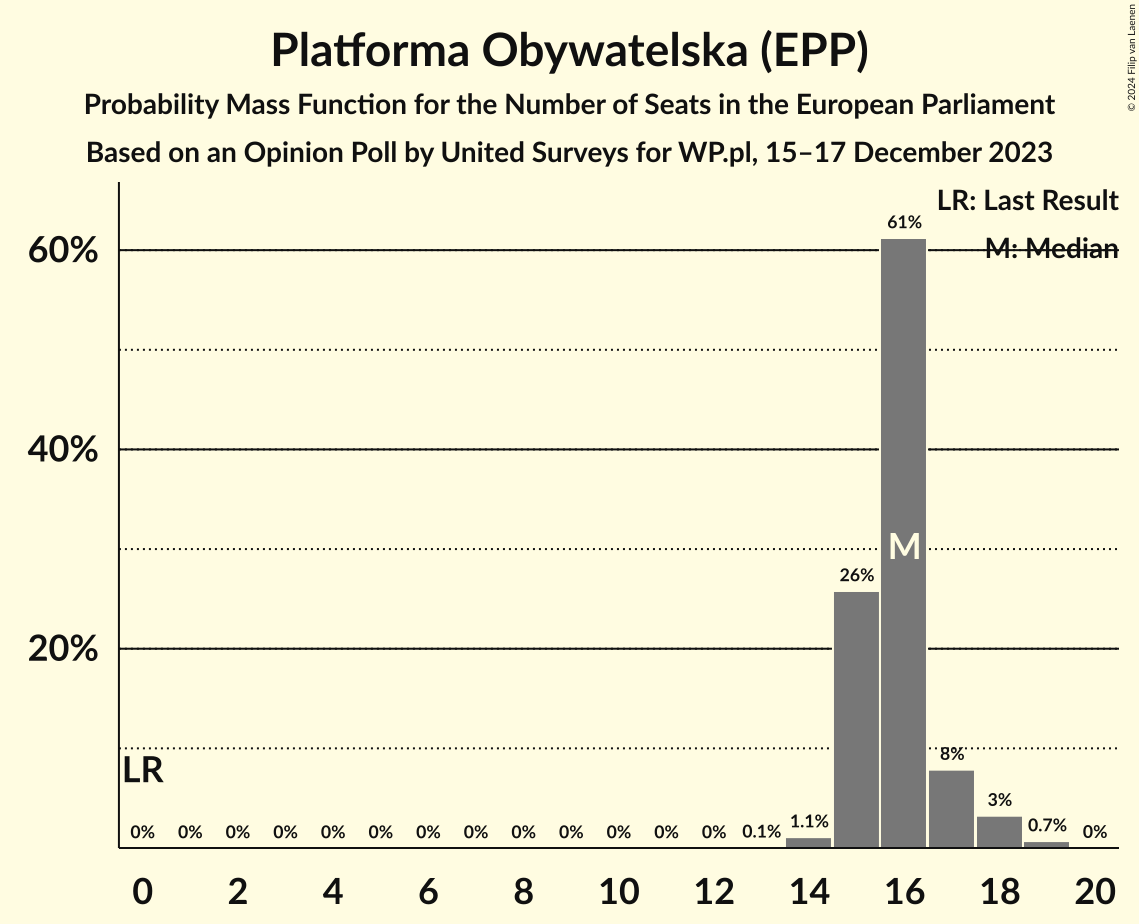 Platforma Obywatelska (EPP)
Probability Mass Function for the Number of Seats in the European Parliament
Based on an Opinion Poll by United Surveys for WP.pl, 15–17 December 2023
© 2024 Filip van Laenen
LR: Last Result
M: Median
60%
40%
20%
61%
M
26%
LR
8%
3%
0% 0% 0% 0% 0% 0% 0% 0% 0% 0% 0% 0% 0% 0.1% 1.1% 0.7% 0%
0 2 4 6 8 10 12 14 16 18 20